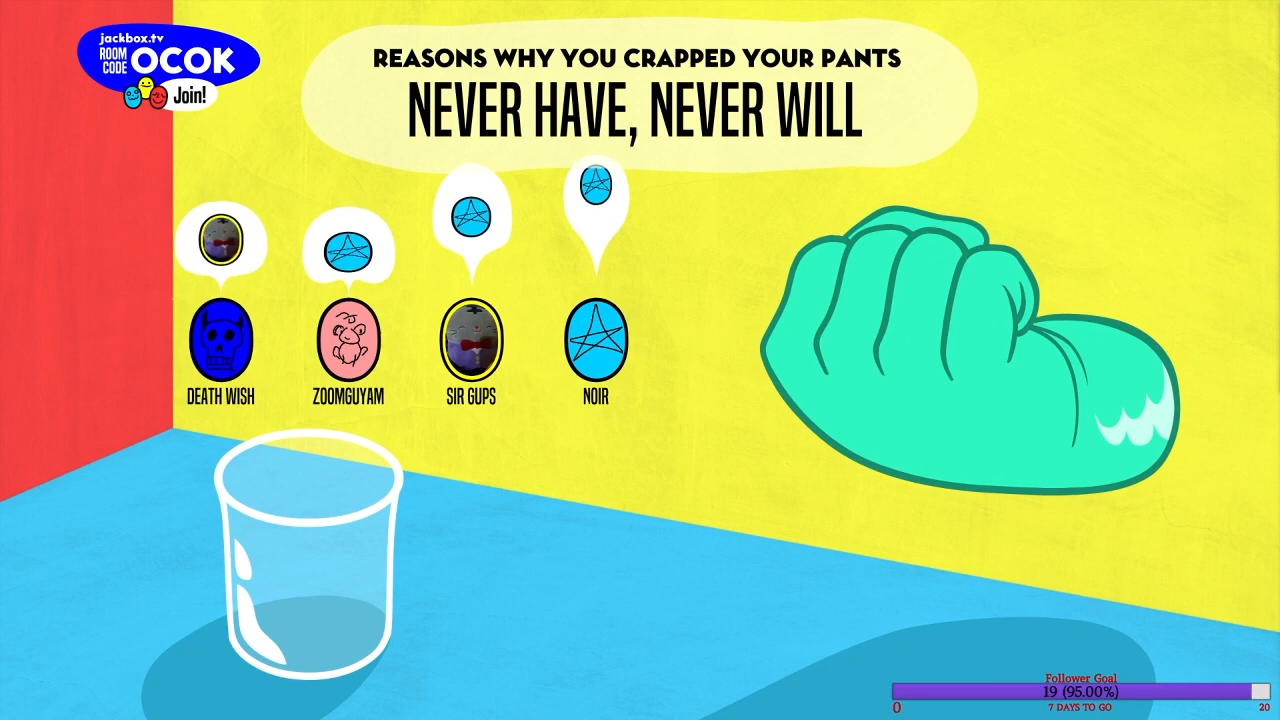 jackbox.tv
ROOM CODE OCOK
Join!
REASONS WHY YOU CRAPPED YOUR PANTS
NEVER HAVE, NEVER WILL
DEATH WISH
ZOOMGUYAM
SIR GUPS
NOIR
Follower Goal
19 (95.00%)
0 7 DAYS TO GO 20